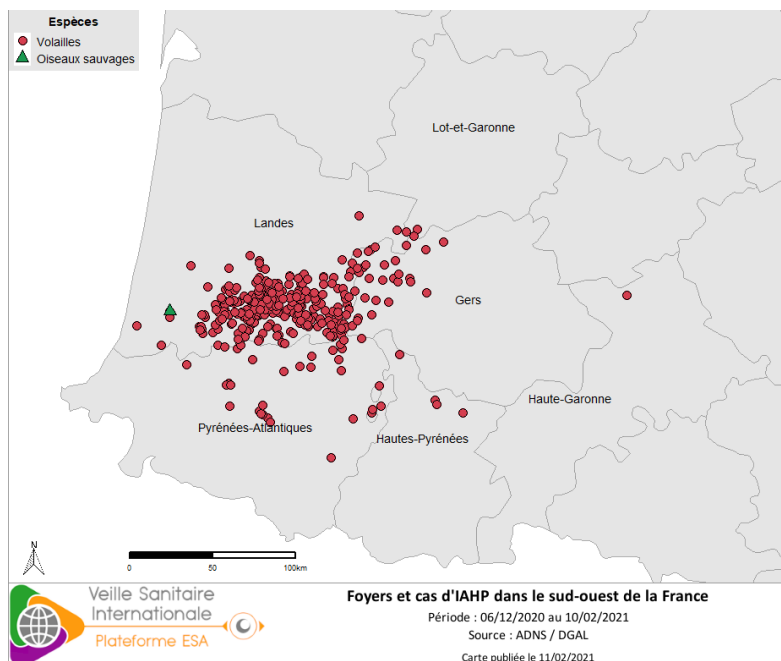 Espèces
Volailles
Oiseaux sauvages
Lot-et-Garonne
Landes
Gers
Haute-Garonne
Pyrénées-Atlantiques
Hautes-Pyrénées
N
0 50 100km
Veille Sanitaire
Internationale
Plateforme ESA
Foyers et cas d'IAHP dans le sud-ouest de la France
Période : 06/12/2020 au 10/02/2021
Source : ADNS / DGAL
Carte publiée le 11/02/2021